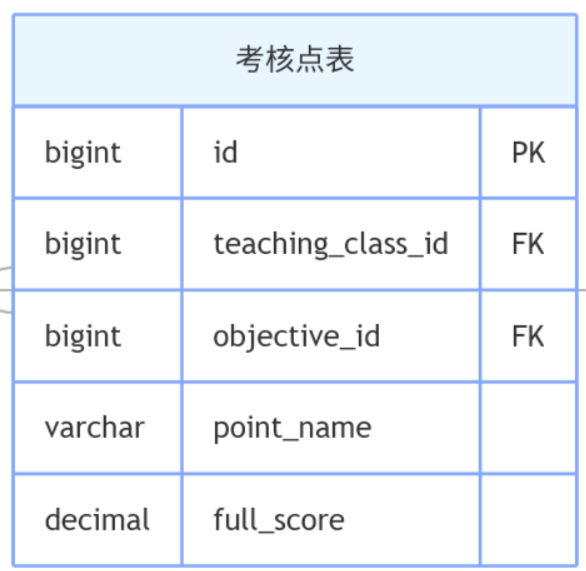 考核点表
bigint id PK
bigint teaching_class_id FK
bigint objective_id FK
varchar point_name
decimal full_score